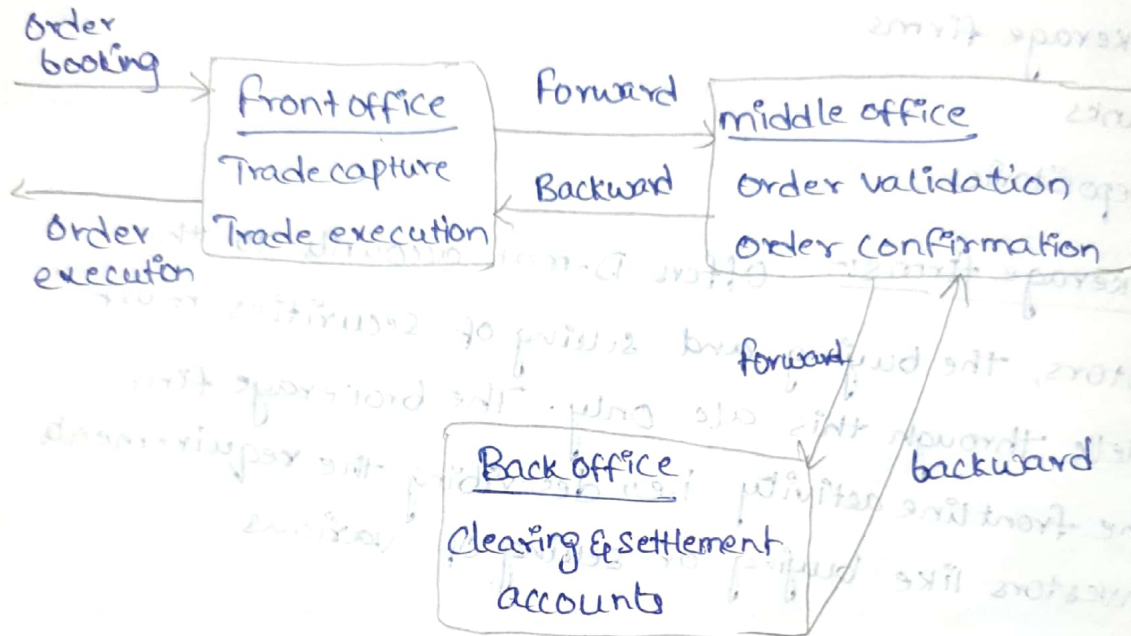 Order
booking
Front office
Trade capture
Trade execution
Order
execution
Forward
Backward
middle office
Order validation
Order confirmation
forward
backward
Back office
Clearing & Settlement
accounts